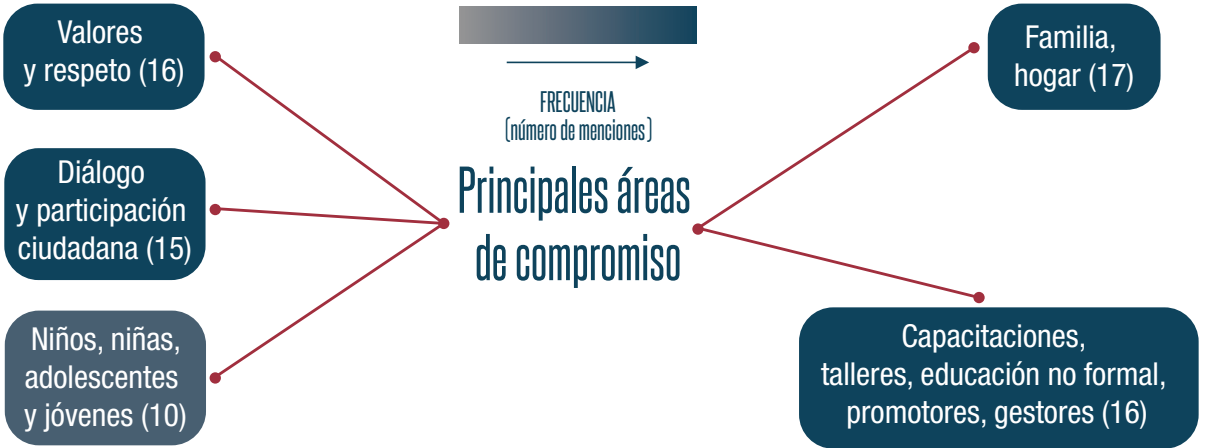 Valores
y respeto (16)
Diálogo
y participación
ciudadana (15)
Niños, niñas,
adolescentes
y jóvenes (10)
FRECUENCIA
(número de menciones)
Principales áreas
de compromiso
Familia,
hogar (17)
Capacitaciones,
talleres, educación no formal,
promotores, gestores (16)